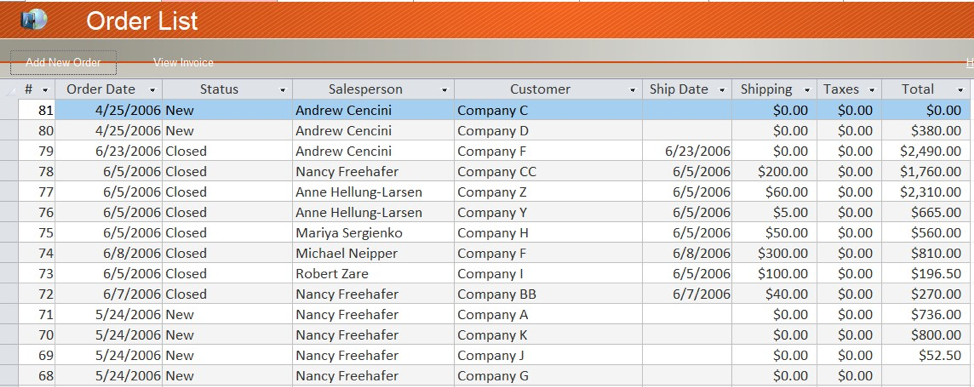 Order List
Add New Order View Invoice
# Order Date Status Salesperson Customer Ship Date Shipping Taxes Total
81 4/25/2006 New Andrew Cencini Company C $0.00 $0.00 $0.00
80 4/25/2006 New Andrew Cencini Company D $0.00 $0.00 $380.00
79 6/23/2006 Closed Andrew Cencini Company F 6/23/2006 $0.00 $0.00 $2,490.00
78 6/5/2006 Closed Nancy Freehafer Company CC 6/5/2006 $200.00 $0.00 $1,760.00
77 6/5/2006 Closed Anne Hellung-Larsen Company Z 6/5/2006 $60.00 $0.00 $2,310.00
76 6/5/2006 Closed Anne Hellung-Larsen Company Y 6/5/2006 $5.00 $0.00 $665.00
75 6/5/2006 Closed Mariya Sergienko Company H 6/5/2006 $50.00 $0.00 $560.00
74 6/8/2006 Closed Michael Neipper Company F 6/8/2006 $300.00 $0.00 $810.00
73 6/5/2006 Closed Robert Zare Company I 6/5/2006 $100.00 $0.00 $196.50
72 6/7/2006 Closed Nancy Freehafer Company BB 6/7/2006 $40.00 $0.00 $270.00
71 5/24/2006 New Nancy Freehafer Company A $0.00 $0.00 $736.00
70 5/24/2006 New Nancy Freehafer Company K $0.00 $0.00 $800.00
69 5/24/2006 New Nancy Freehafer Company J $0.00 $0.00 $52.50
68 5/24/2006 New Nancy Freehafer Company G $0.00 $0.00